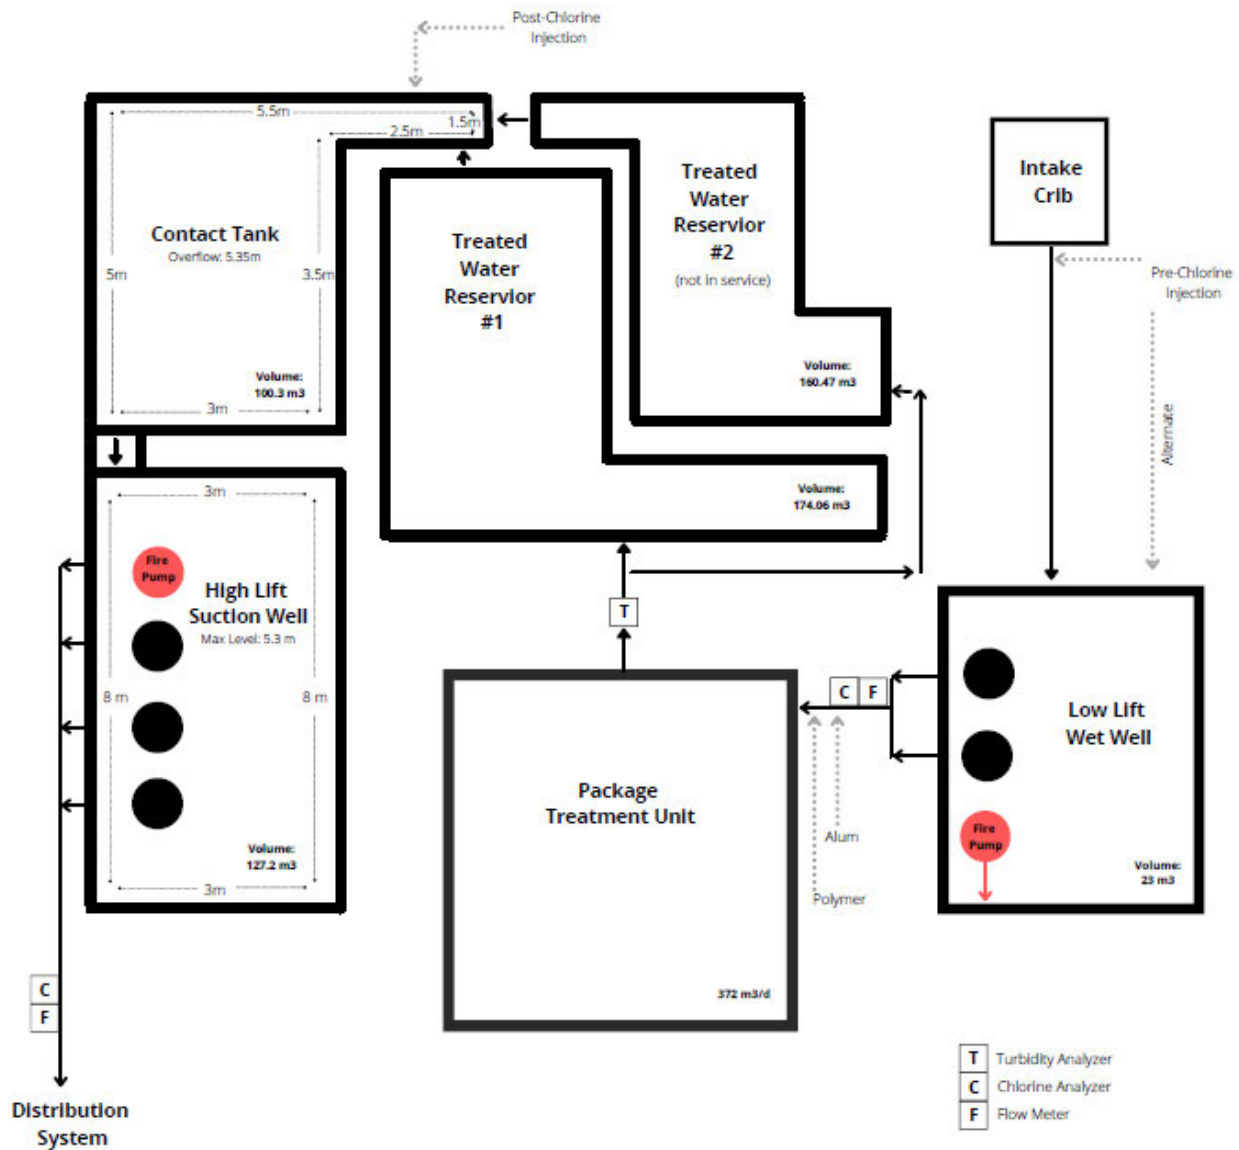 Post-Chlorine
Injection
5.5m
1.5m
2.5m
Contact Tank
Overflow: 5.35m
5m
3.5m
Volume:
100.3 m3
3m
Treated
Water
Reservior
#1
Volume:
174.06 m3
Treated
Water
Reservior
#2
(not in service)
Volume:
160.47 m3
Intake
Crib
Pre-Chlorine
Injection
Alternate
3m
Fire
Pump
High Lift
Suction Well
Max Level: 5.3 m
8 m
8 m
Volume:
127.2 m3
3m
T
C F
Low Lift
Wet Well
Fire
Pump
Volume:
23 m3
Package
Treatment Unit
372 m3/d
Alum
Polymer
C
F
Distribution
System
T Turbidity Analyzer
C Chlorine Analyzer
F Flow Meter